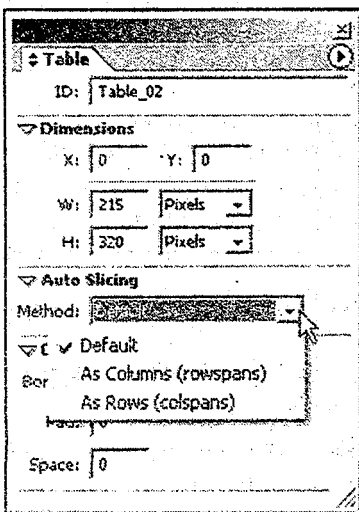 Table
ID: Table_02
Dimensions
X: 0 Y: 0
W: 215 Pixels
H: 320 Pixels
Auto Slicing
Method:
Default
As Columns (rowspans)
Bor
As Rows (colspans)
Space: 0